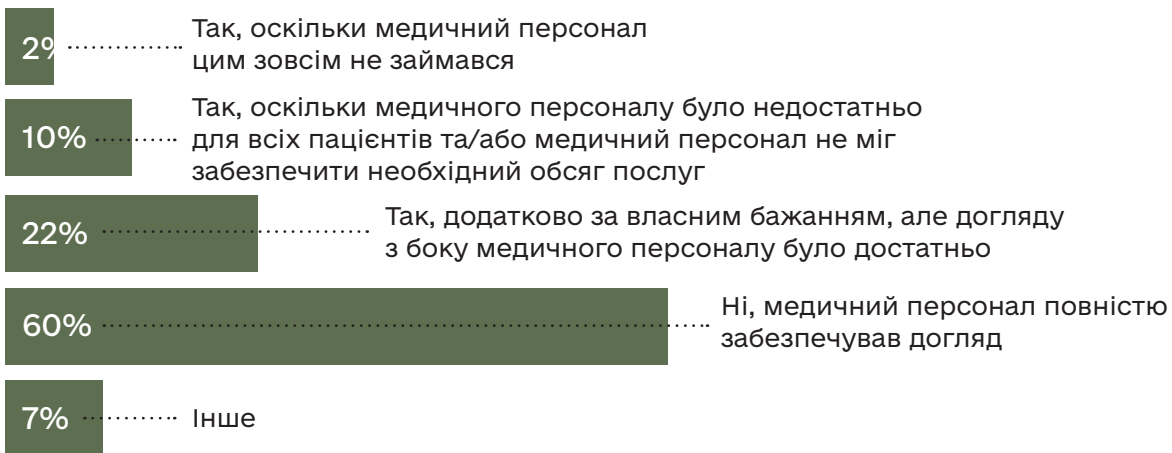 2%
Так, оскільки медичний персонал
цим зовсім не займався
10%
Так, оскільки медичного персоналу було недостатньо
для всіх пацієнтів та/або медичний персонал не міг
забезпечити необхідний обсяг послуг
22%
Так, додатково за власним бажанням, але догляду
з боку медичного персоналу було достатньо
60%
Ні, медичний персонал повністю
забезпечував догляд
7%
Інше